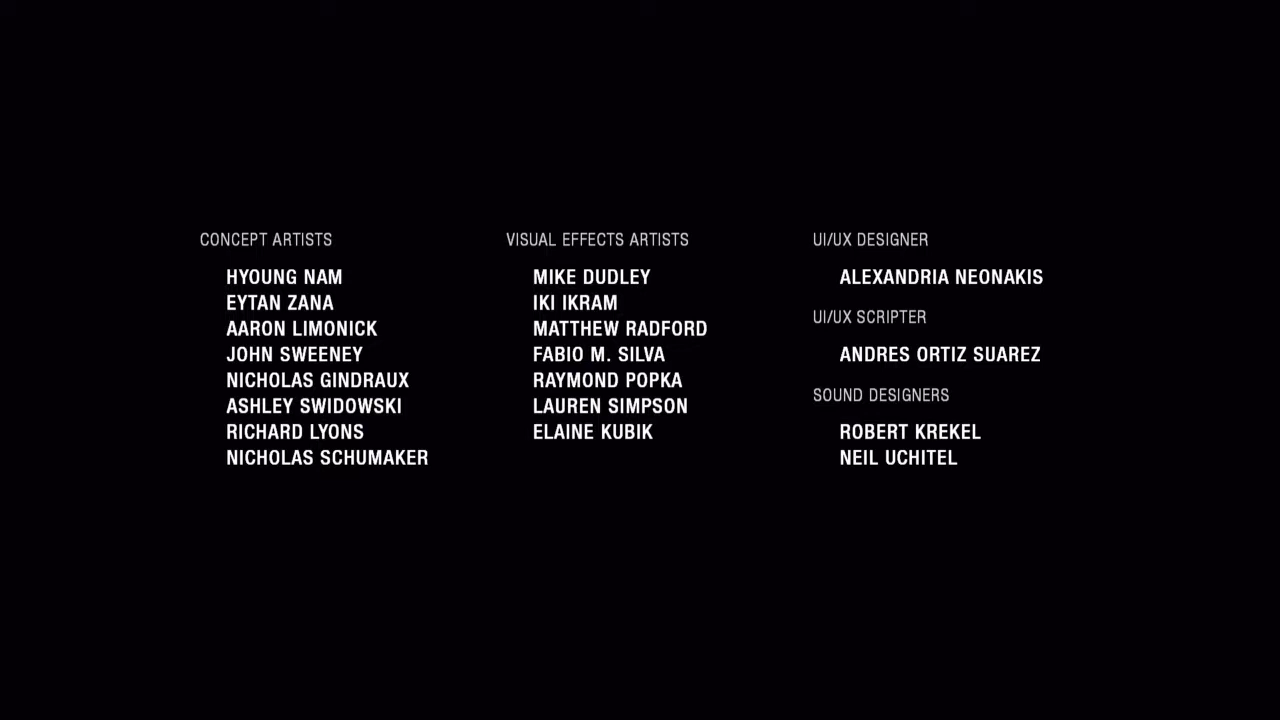 CONCEPT ARTISTS
HYOUNG NAM
EYTAN ZANA
AARON LIMONICK
JOHN SWEENEY
NICHOLAS GINDRAUX
ASHLEY SWIDOWSKI
RICHARD LYONS
NICHOLAS SCHUMAKER
VISUAL EFFECTS ARTISTS
MIKE DUDLEY
IKI IKRAM
MATTHEW RADFORD
FABIO M. SILVA
RAYMOND POPKA
LAUREN SIMPSON
ELAINE KUBIK
UI/UX DESIGNER
ALEXANDRIA NEONAKIS
UI/UX SCRIPTER
ANDRES ORTIZ SUAREZ
SOUND DESIGNERS
ROBERT KREKEL
NEIL UCHITEL